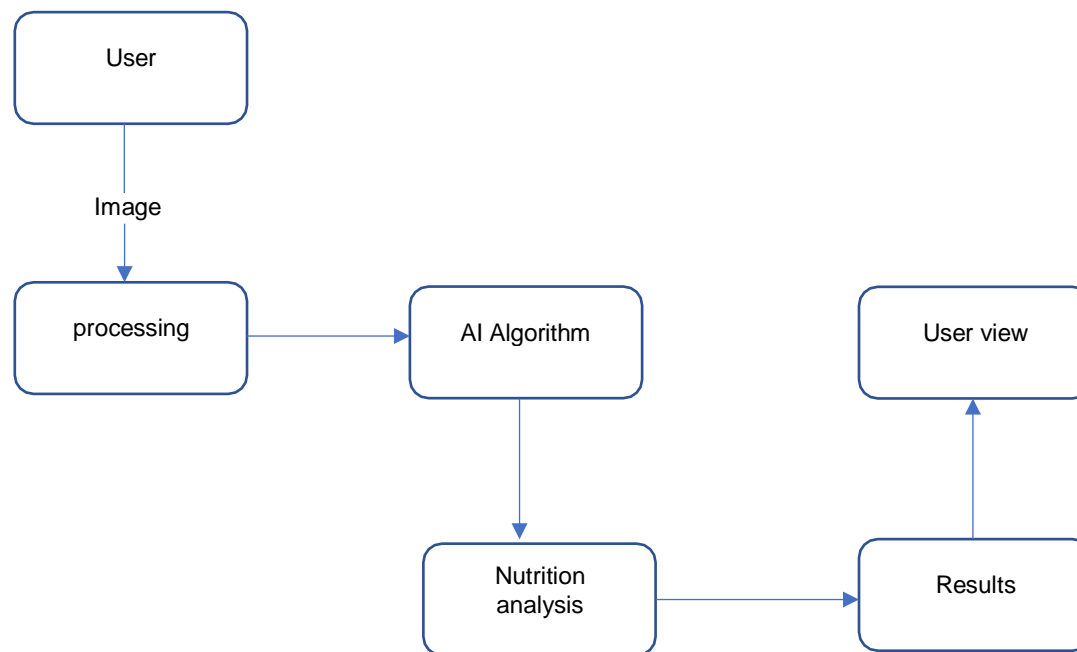 User
Image
processing
AI Algorithm
User view
Nutrition
analysis
Results